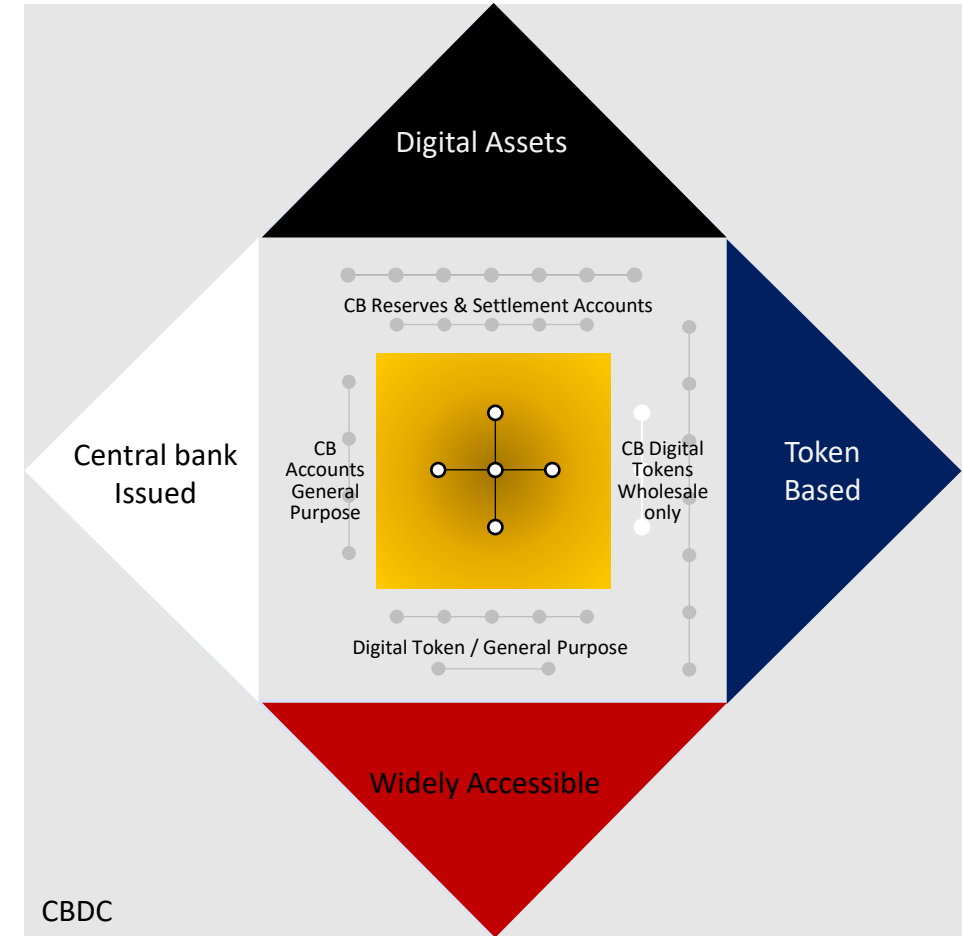 Digital Assets
CB Reserves & Settlement Accounts
Central bank
Issued
CB
Accounts
General
Purpose
CB Digital
Tokens
Wholesale
only
Token
Based
Digital Token / General Purpose
Widely Accessible
CBDC